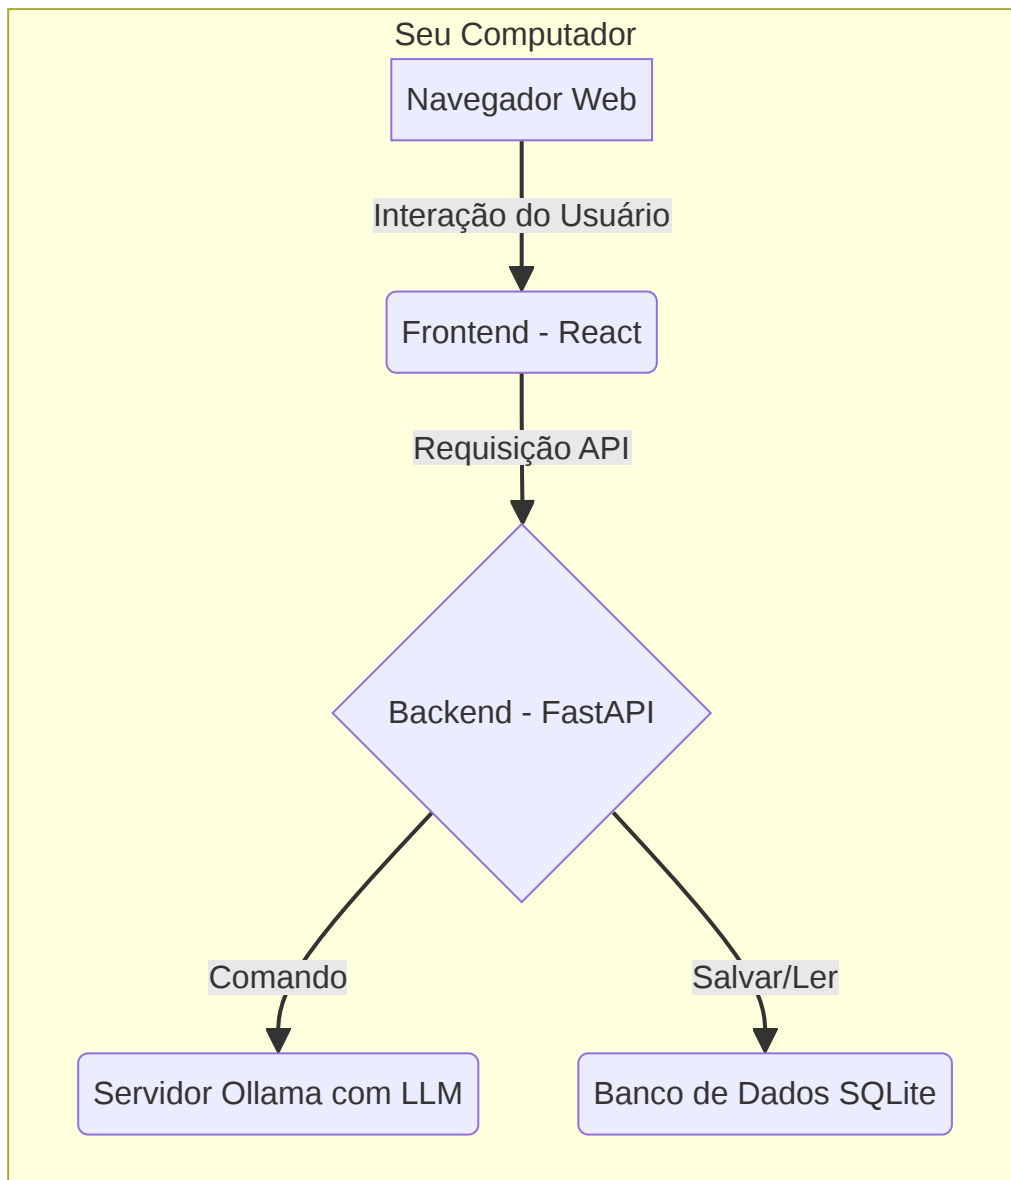 Seu Computador
Navegador Web
Interação do Usuário
Frontend - React
Requisição API
Backend - FastAPI
Comando
Salvar/Ler
Servidor Ollama com LLM
Banco de Dados SQLite